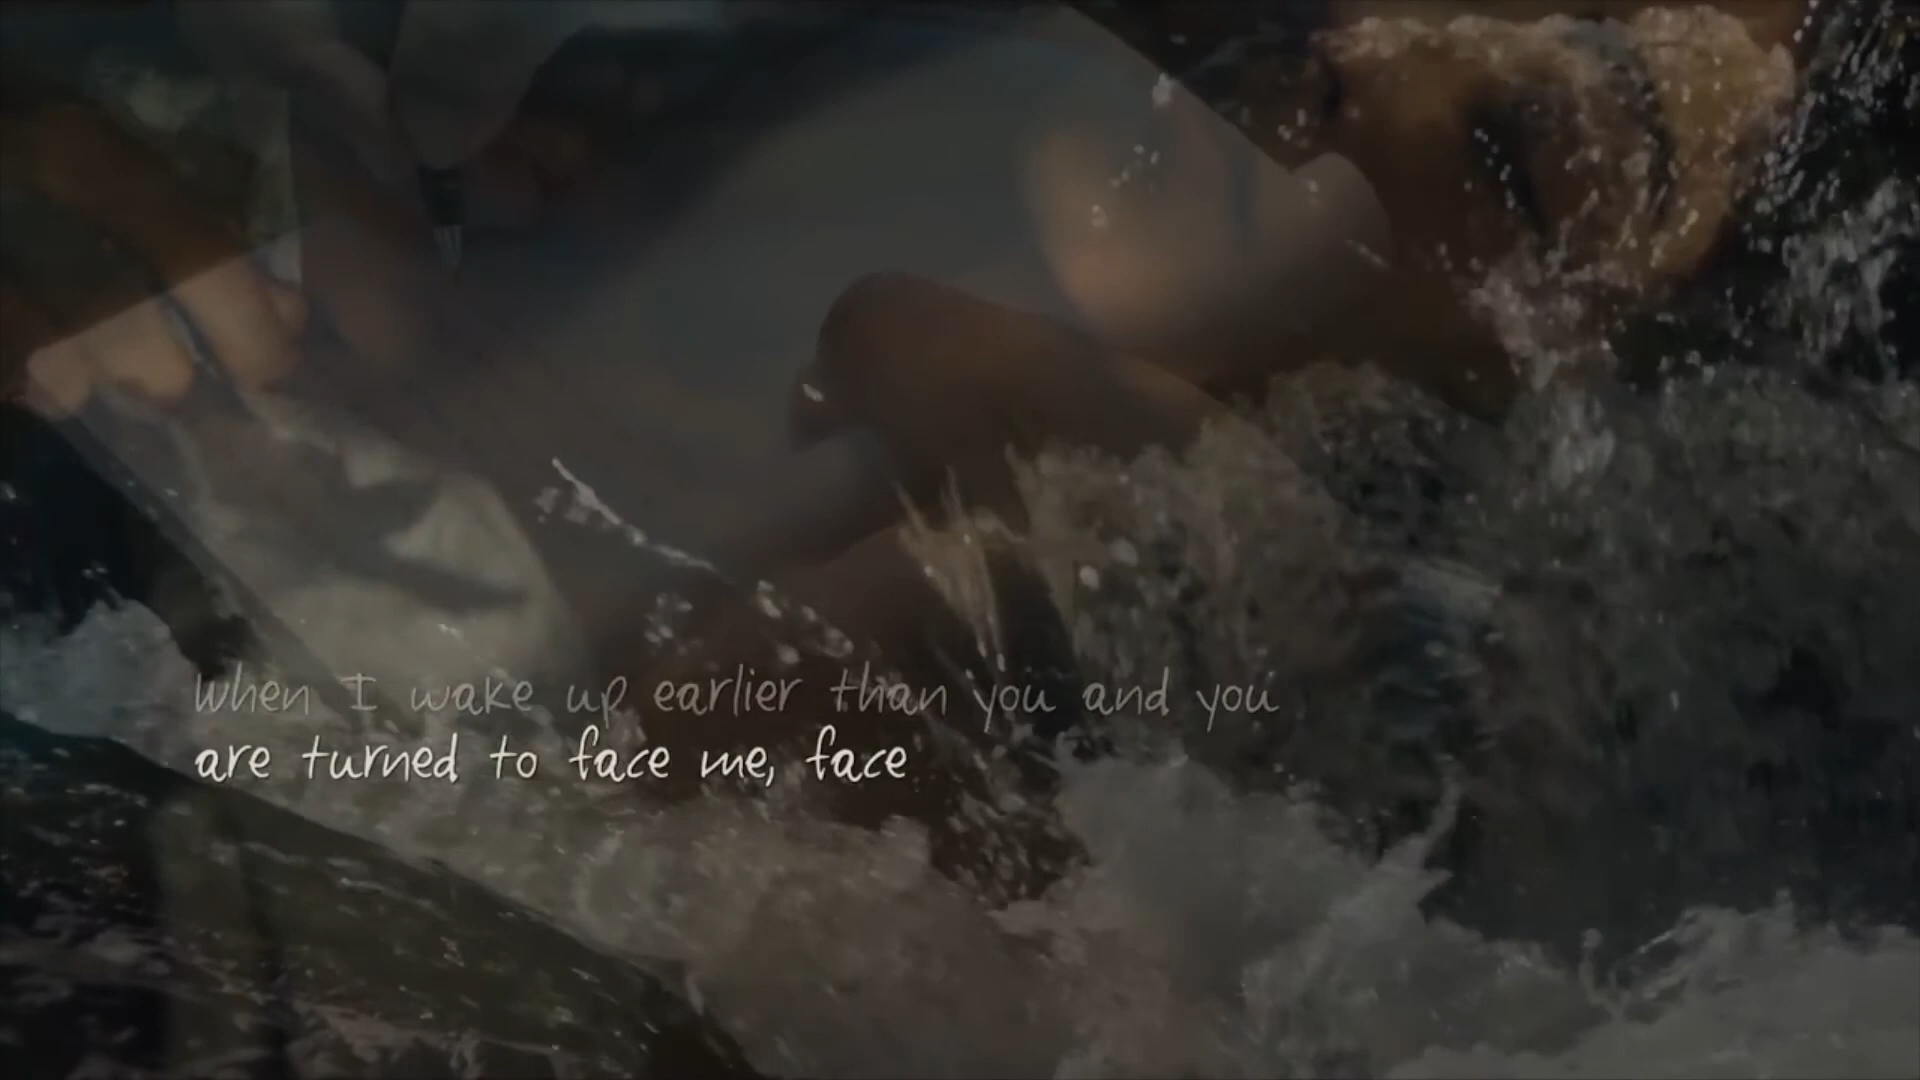 When I wake up earlier than you and you
are turned to face me, face